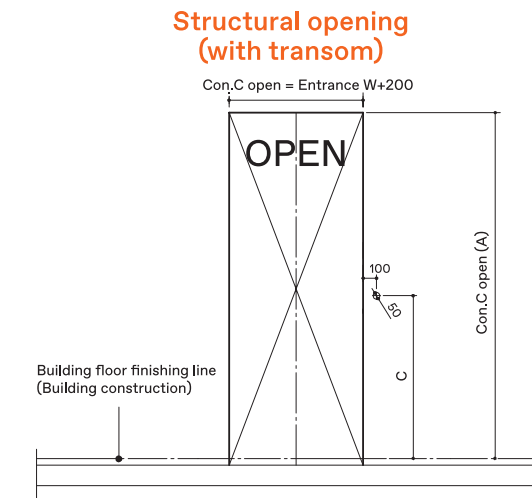 Structural opening
(with transom)
Con.C open = Entrance W+200
OPEN
Con.C open (A)
100
50
C
Building floor finishing line
(Building construction)